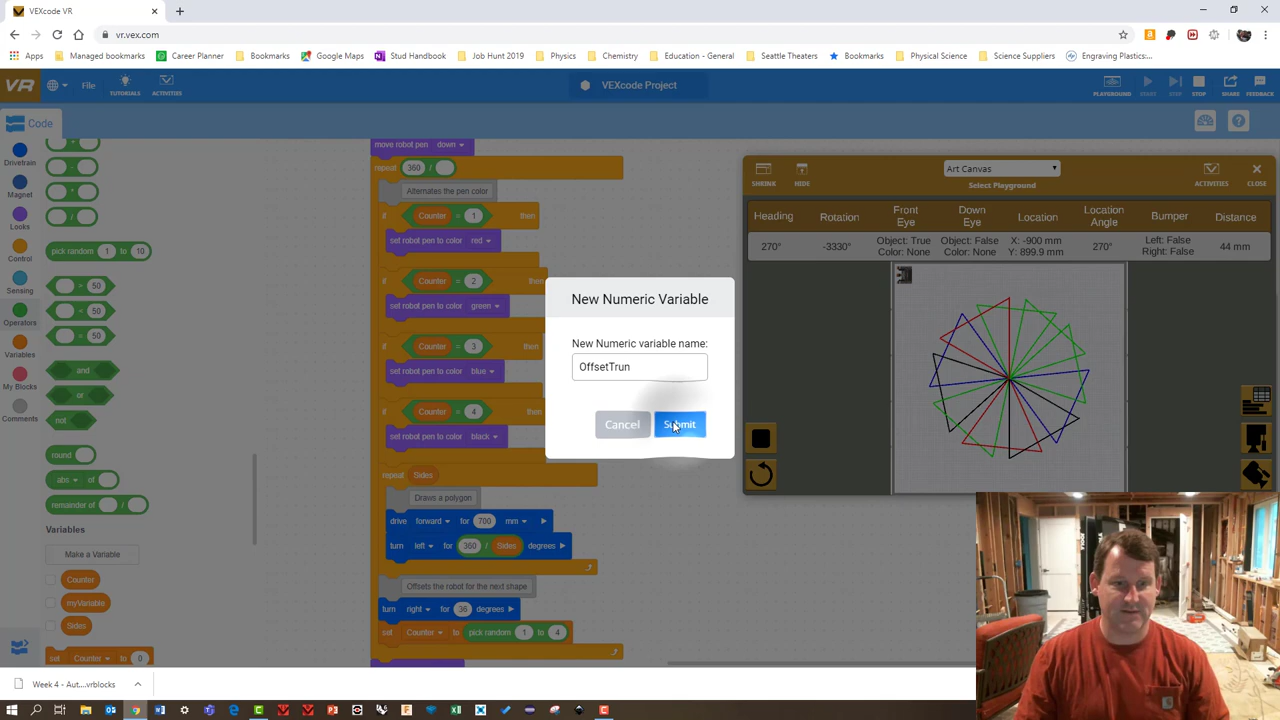 VEXcode VR
vr.vex.com
Apps Managed bookmarks Career Planner Bookmarks Google Maps Stud Handbook Job Hunt 2019 Physics Chemistry Education - General Seattle Theaters Bookmarks Physical Science Science Suppliers Engraving Plastics:...
VR File TUTORIALS ACTIVITIES VEXcode Project PLAYGROUND START STEP STOP SHARE FEEDBACK
Code
Drivetrain
Magnet
Looks
Control
Sensing
Operators
Variables
My Blocks
Comments
+
-
*
/
pick random 1 to 10
> 50
< 50
= 50
and
or
not
round
abs of
remainder of /
Variables
Make a Variable
Counter
myVariable
Sides
set Counter to 0
move robot pen down
repeat 360 /
Alternates the pen color
if Counter = 1 then
set robot pen to color red
if Counter = 2 then
set robot pen to color green
if Counter = 3 then
set robot pen to color blue
if Counter = 4 then
set robot pen to color black
repeat Sides
Draws a polygon
drive forward for 700 mm
turn left for 360 / Sides degrees
Offsets the robot for the next shape
turn right for 36 degrees
set Counter to pick random 1 to 4
New Numeric Variable
New Numeric variable name:
OffsetTrun
Cancel Submit
SHRINK HIDE Art Canvas ACTIVITIES CLOSE
Select Playground
Heading Rotation Front Eye Down Eye Location Location Angle Bumper Distance
270° -3330° Object: True Color: None Object: False Color: None X: -900 mm Y: 899.9 mm 270° Left: False Right: False 44 mm
Week 4 - Aut....vrblocks